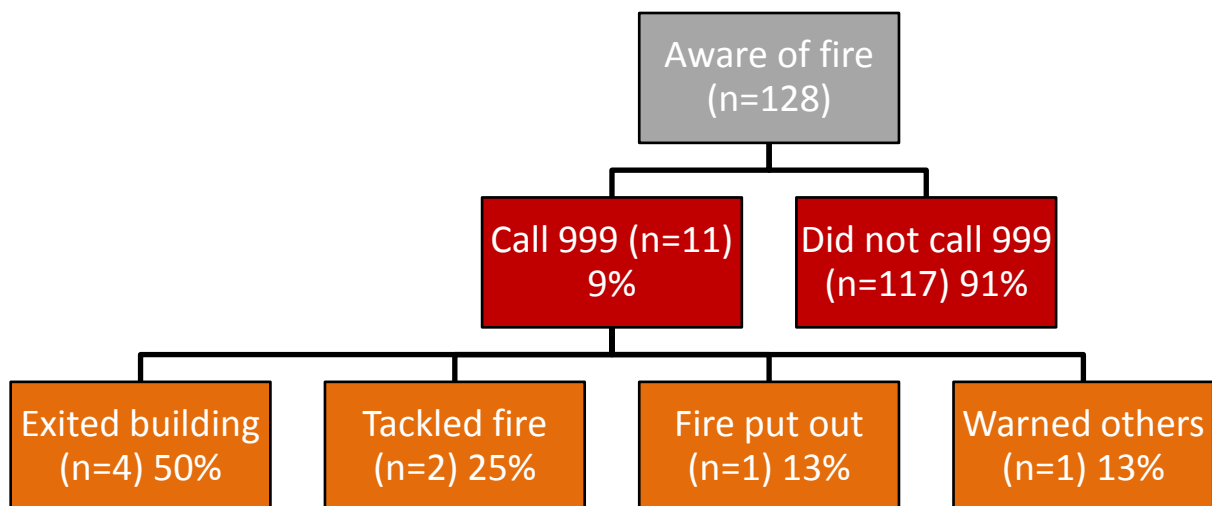 Aware of fire
(n=128)
Call 999 (n=11)
9%
Did not call 999
(n=117) 91%
Exited building
(n=4) 50%
Tackled fire
(n=2) 25%
Fire put out
(n=1) 13%
Warned others
(n=1) 13%